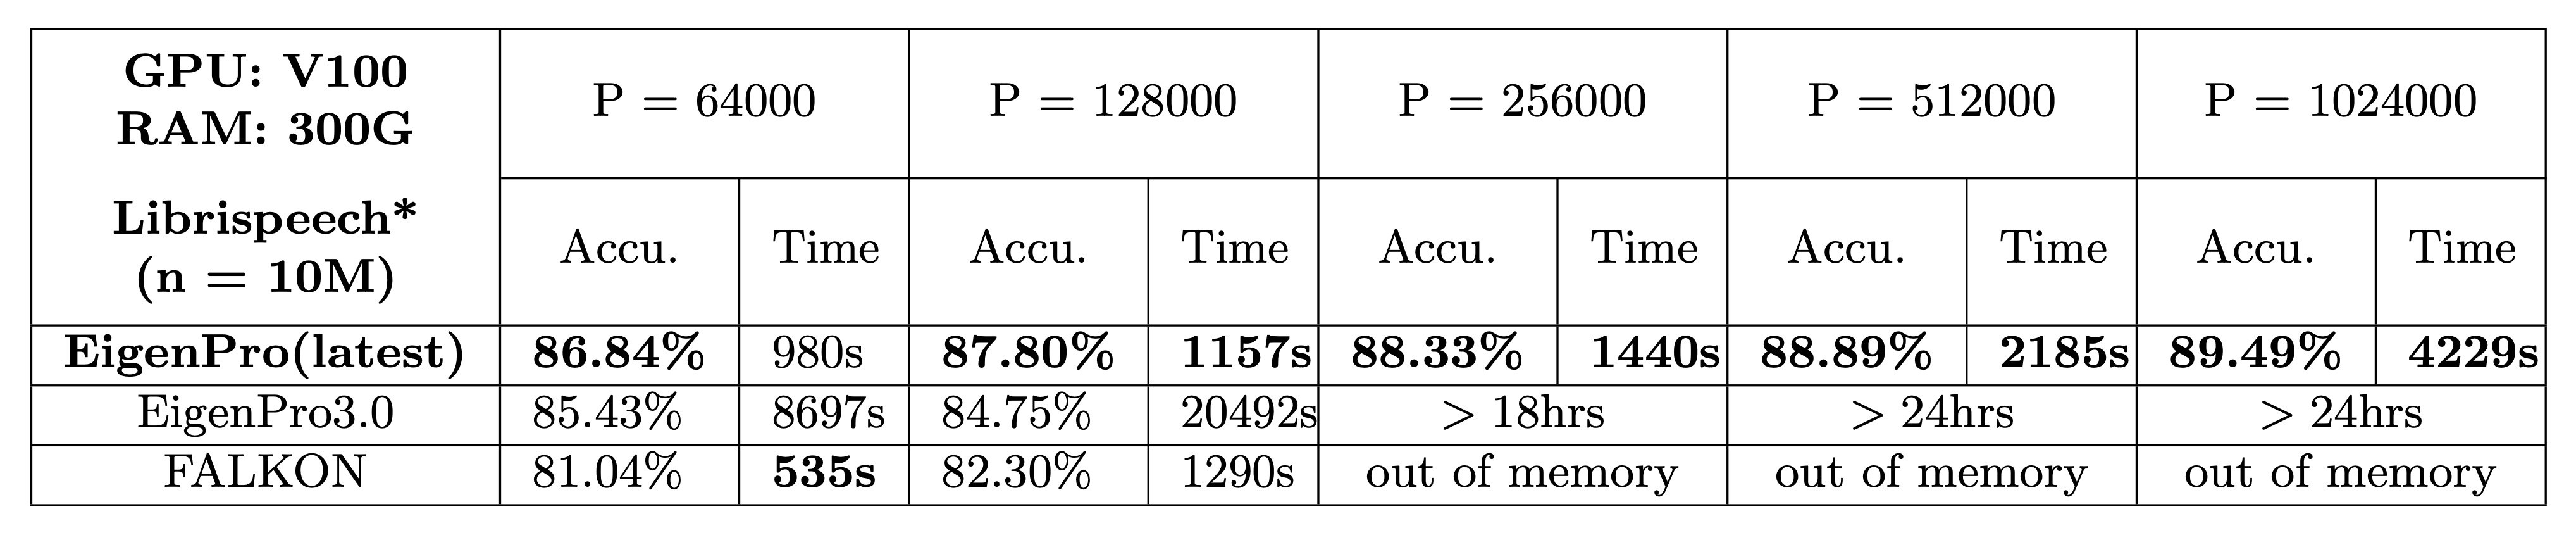 GPU: V100
RAM: 300G
P = 64000 P = 128000 P = 256000 P = 512000 P = 1024000
Librispeech*
(n = 10M)
Accu. Time Accu. Time Accu. Time Accu. Time Accu. Time
EigenPro(latest) 86.84% 980s 87.80% 1157s 88.33% 1440s 88.89% 2185s 89.49% 4229s
EigenPro3.0 85.43% 8697s 84.75% 20492s > 18hrs > 24hrs > 24hrs
FALKON 81.04% 535s 82.30% 1290s out of memory out of memory out of memory